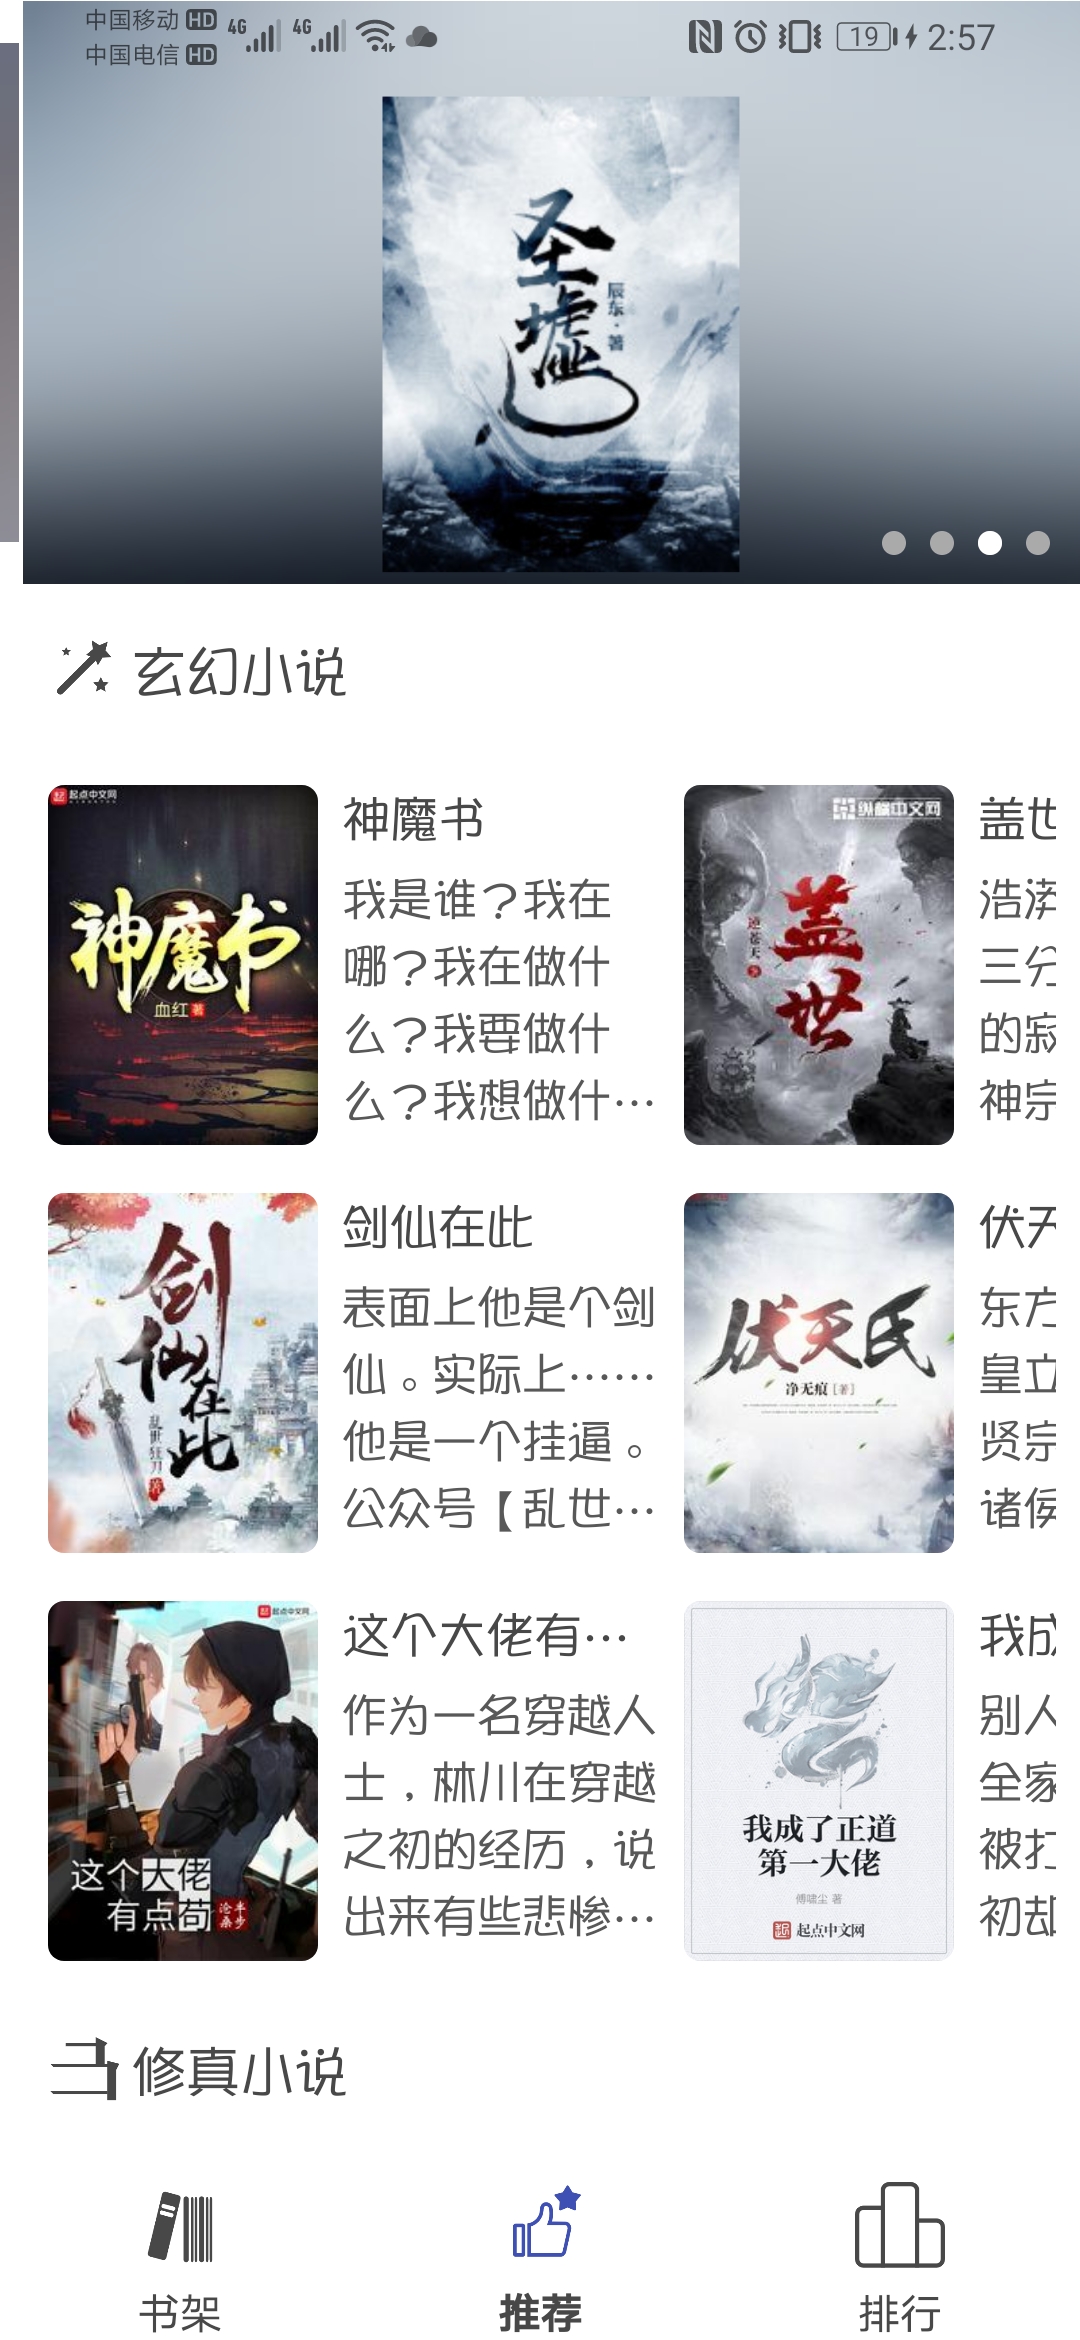 中国移动 HD 4G 4G
中国电信 HD
19 2:57
圣墟
辰东·著
玄幻小说
起点中文网
神魔书
血红 著
神魔书
我是谁？我在
哪？我在做什
么？我要做什
么？我想做什…
纵横中文网
盖世
逆苍天
盖世
浩渺
三分
的寂
神宗
剑仙在此
乱世狂刀 著
剑仙在此
表面上他是个剑
仙。实际上……
他是一个挂逼。
公众号【乱世…
伏天氏
净无痕［著］
伏天
东方
皇立
贤宗
诸侯
起点中文网
这个大佬
有点苟
半步沧桑
这个大佬有…
作为一名穿越人
士，林川在穿越
之初的经历，说
出来有些悲惨…
我成了正道
第一大佬
傅啸尘 著
起点中文网
我成
别人
全家
被打
初却
修真小说
书架
推荐
排行